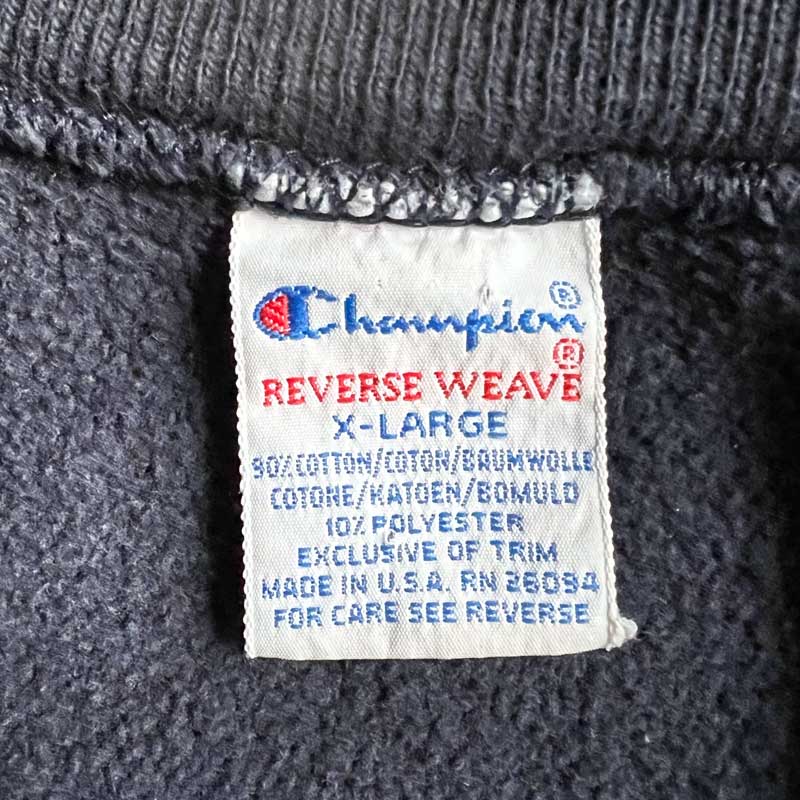 Champion®
REVERSE WEAVE®
X-LARGE
90% COTTON/COTON/BAUMWOLLE
COTONE/KATOEN/BOMULD
10% POLYESTER
EXCLUSIVE OF TRIM
MADE IN U.S.A. RN 26094
FOR CARE SEE REVERSE